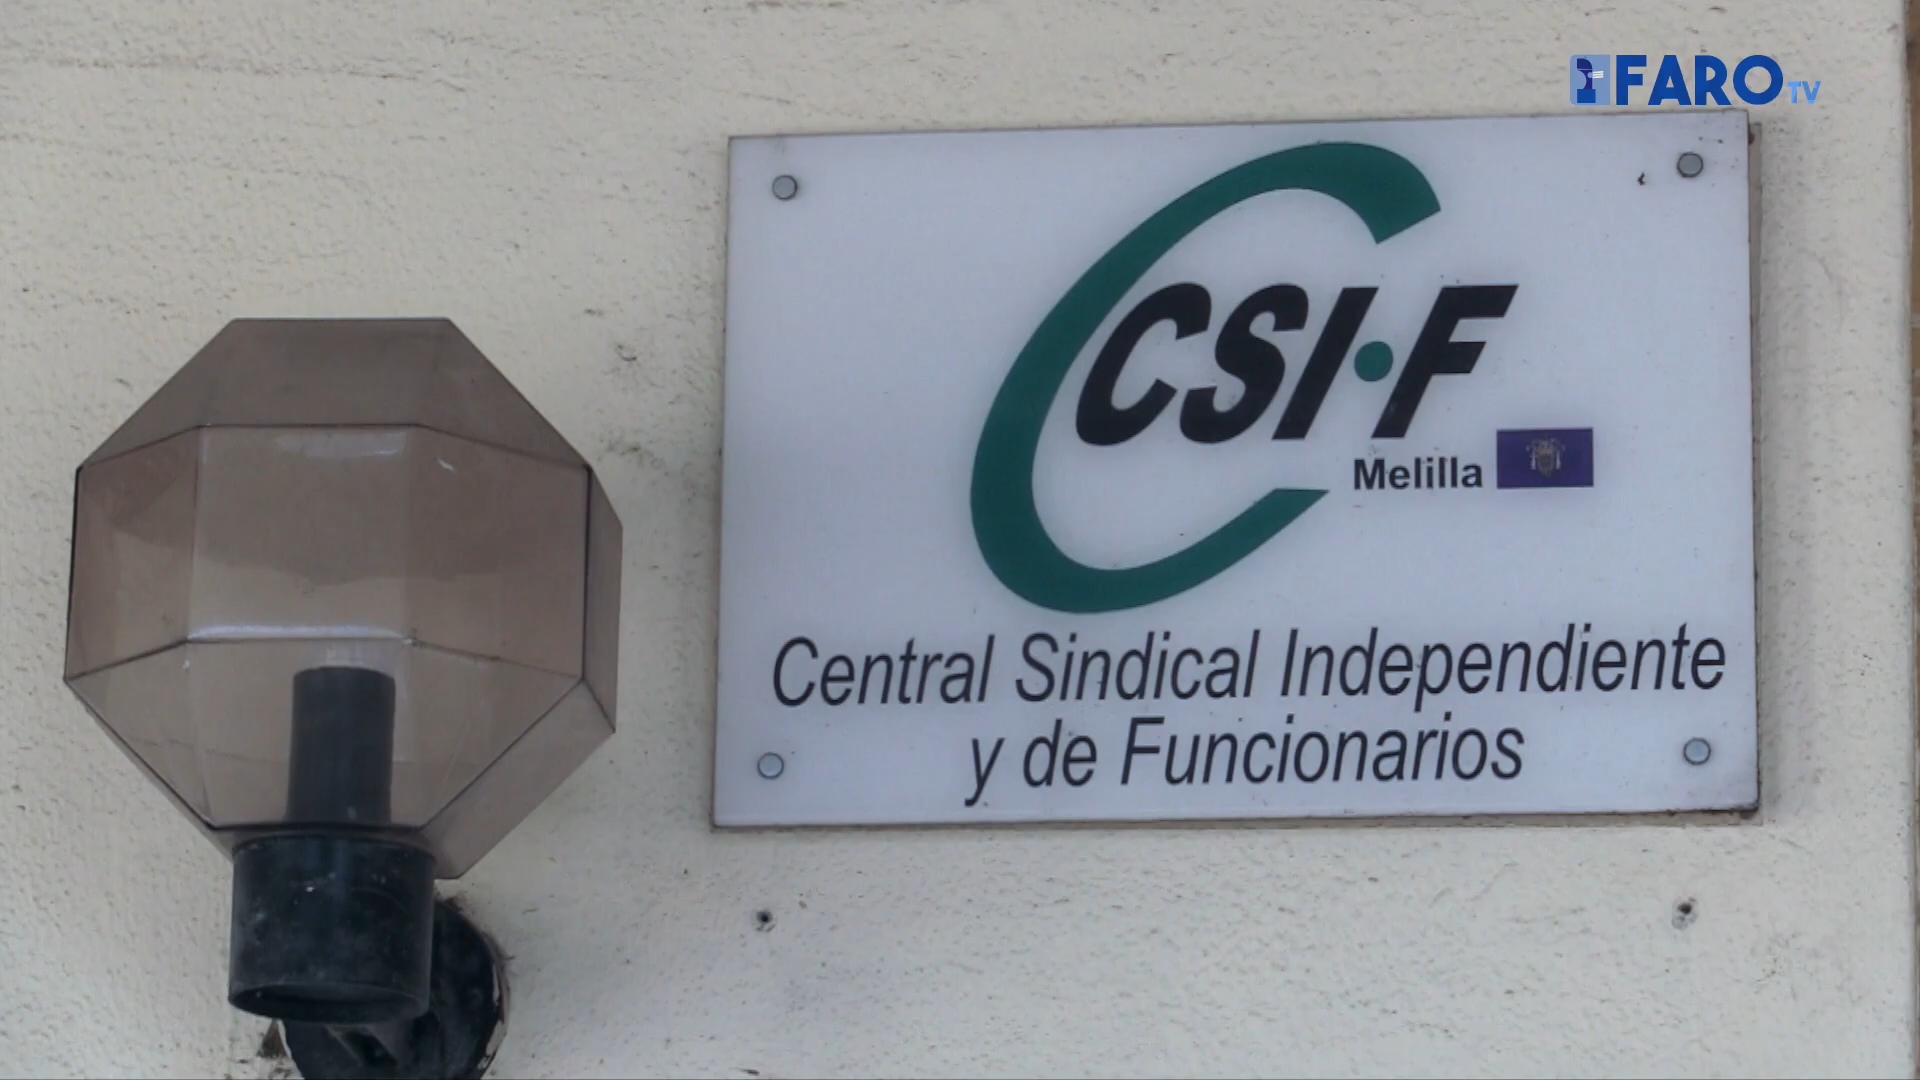 FARO TV
CSI·F
Melilla
Central Sindical Independiente
y de Funcionarios